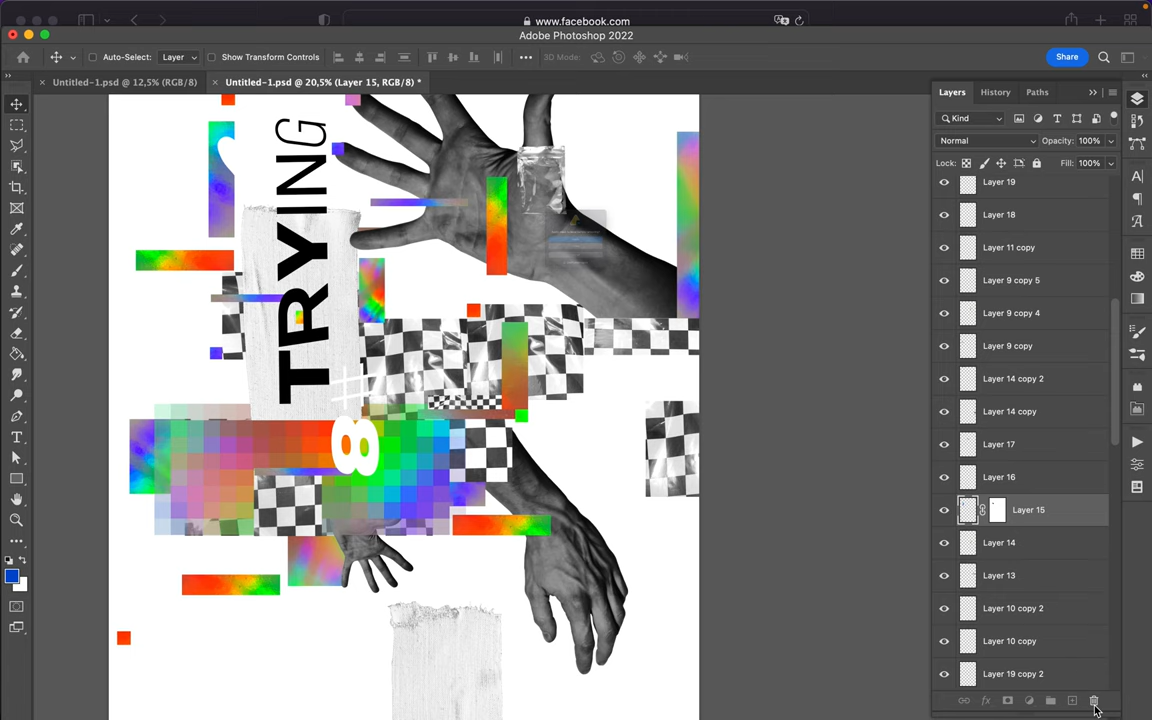 www.facebook.com
Adobe Photoshop 2022
Auto-Select:
Layer
Show Transform Controls
3D Mode:
Share
Untitled-1.psd @ 12,5% (RGB/8)
Untitled-1.psd @ 20,5% (Layer 15, RGB/8) *
Layers
History
Paths
Kind
Normal
Opacity: 100%
Lock:
Fill: 100%
Layer 19
Layer 18
Layer 11 copy
Layer 9 copy 5
Layer 9 copy 4
Layer 9 copy
Layer 14 copy 2
Layer 14 copy
Layer 17
Layer 16
Layer 15
Layer 14
Layer 13
Layer 10 copy 2
Layer 10 copy
Layer 19 copy 2
fx
TRYING
#8